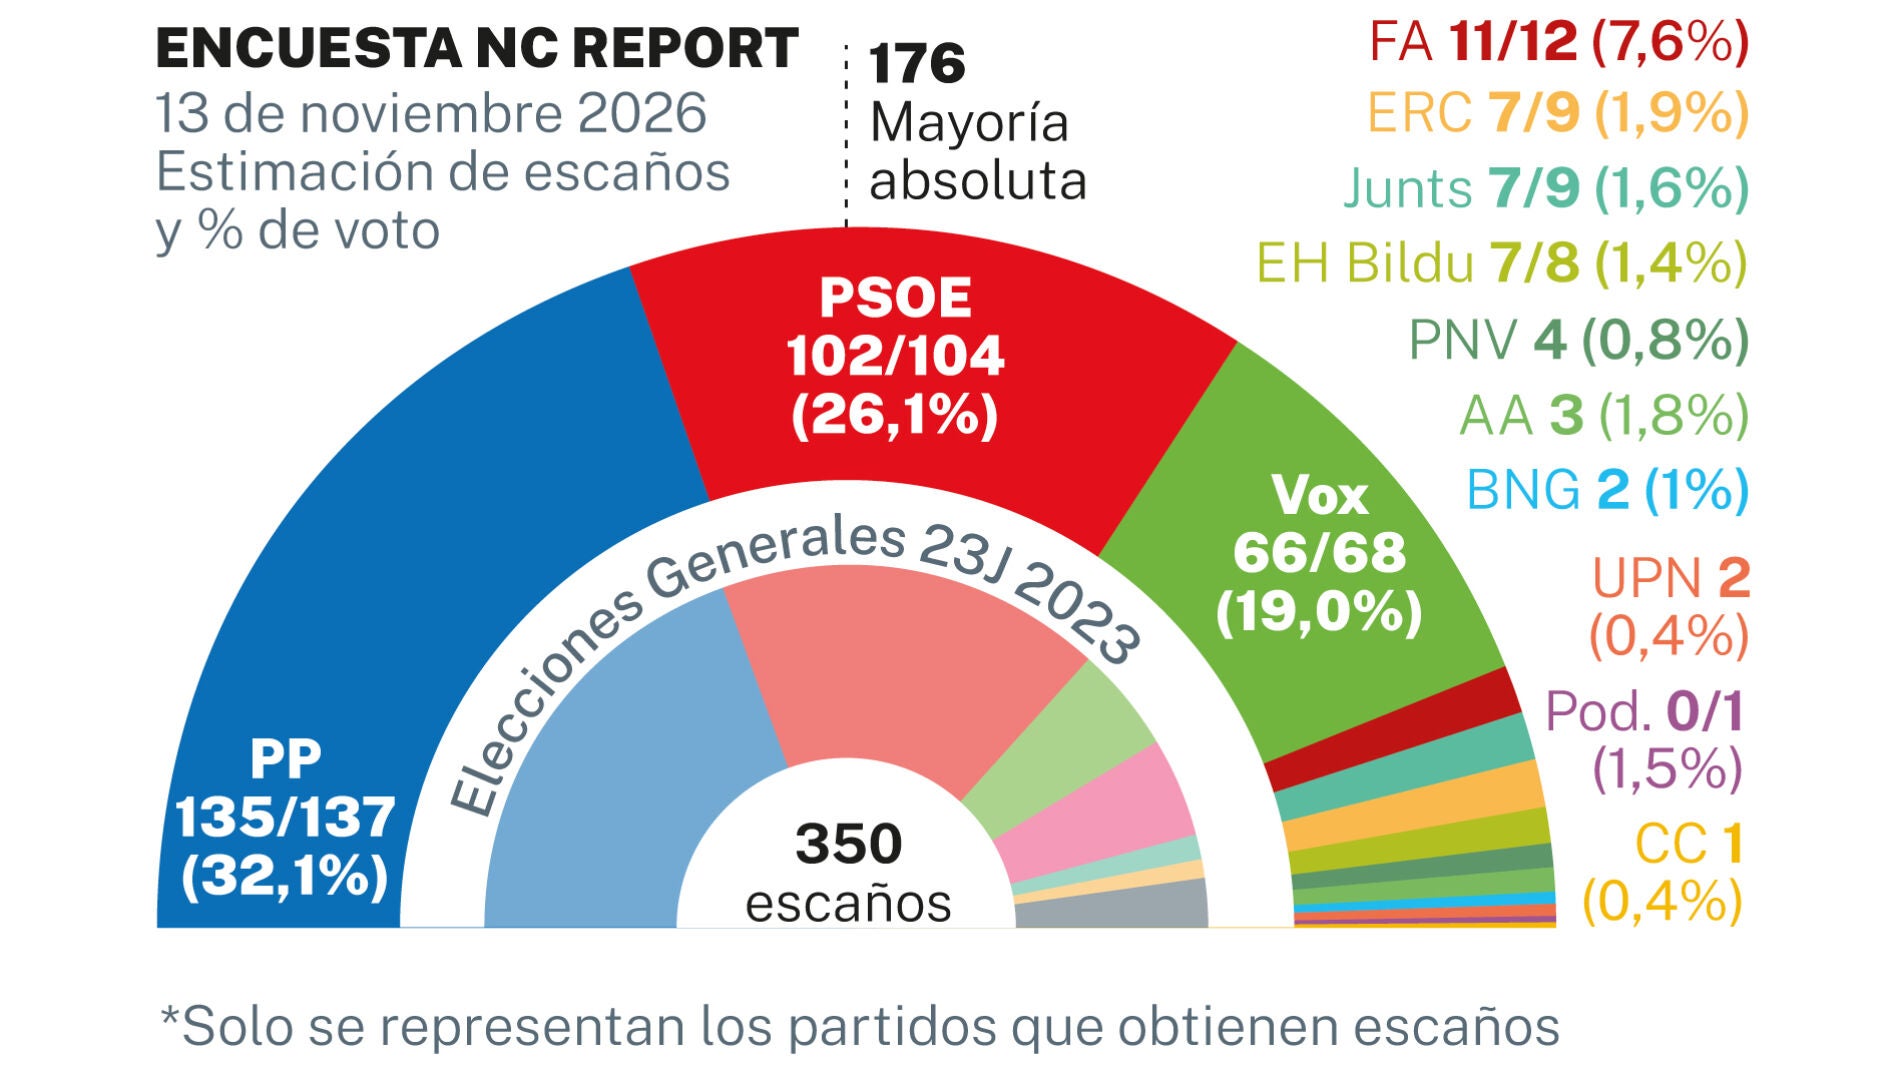 ENCUESTA NC REPORT
13 de noviembre 2026
Estimación de escaños
y % de voto
176
Mayoría
absoluta
FA 11/12 (7,6%)
ERC 7/9 (1,9%)
Junts 7/9 (1,6%)
EH Bildu 7/8 (1,4%)
PNV 4 (0,8%)
AA 3 (1,8%)
BNG 2 (1%)
UPN 2
(0,4%)
Pod. 0/1
(1,5%)
CC 1
(0,4%)
PSOE
102/104
(26,1%)
Vox
66/68
(19,0%)
PP
135/137
(32,1%)
Elecciones Generales 23J 2023
350
escaños
*Solo se representan los partidos que obtienen escaños